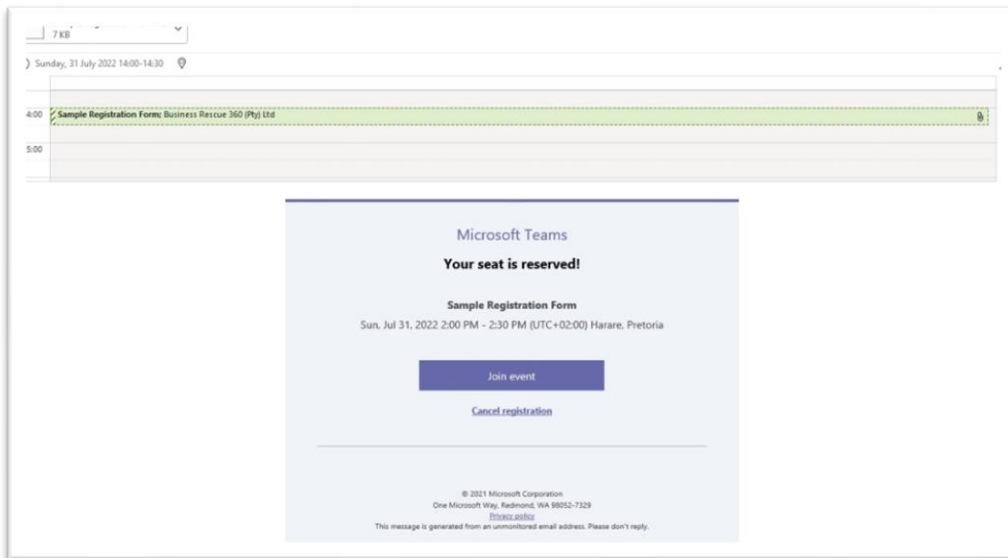 7 KB
Sunday, 31 July 2022 14:00-14:30
4:00 Sample Registration Form; Business Rescue 360 (Pty) Ltd
5:00
Microsoft Teams
Your seat is reserved!
Sample Registration Form
Sun, Jul 31, 2022 2:00 PM - 2:30 PM (UTC+02:00) Harare, Pretoria
Join event
Cancel registration
© 2021 Microsoft Corporation
One Microsoft Way, Redmond, WA 98052-7329
Privacy policy
This message is generated from an unmonitored email address. Please don't reply.